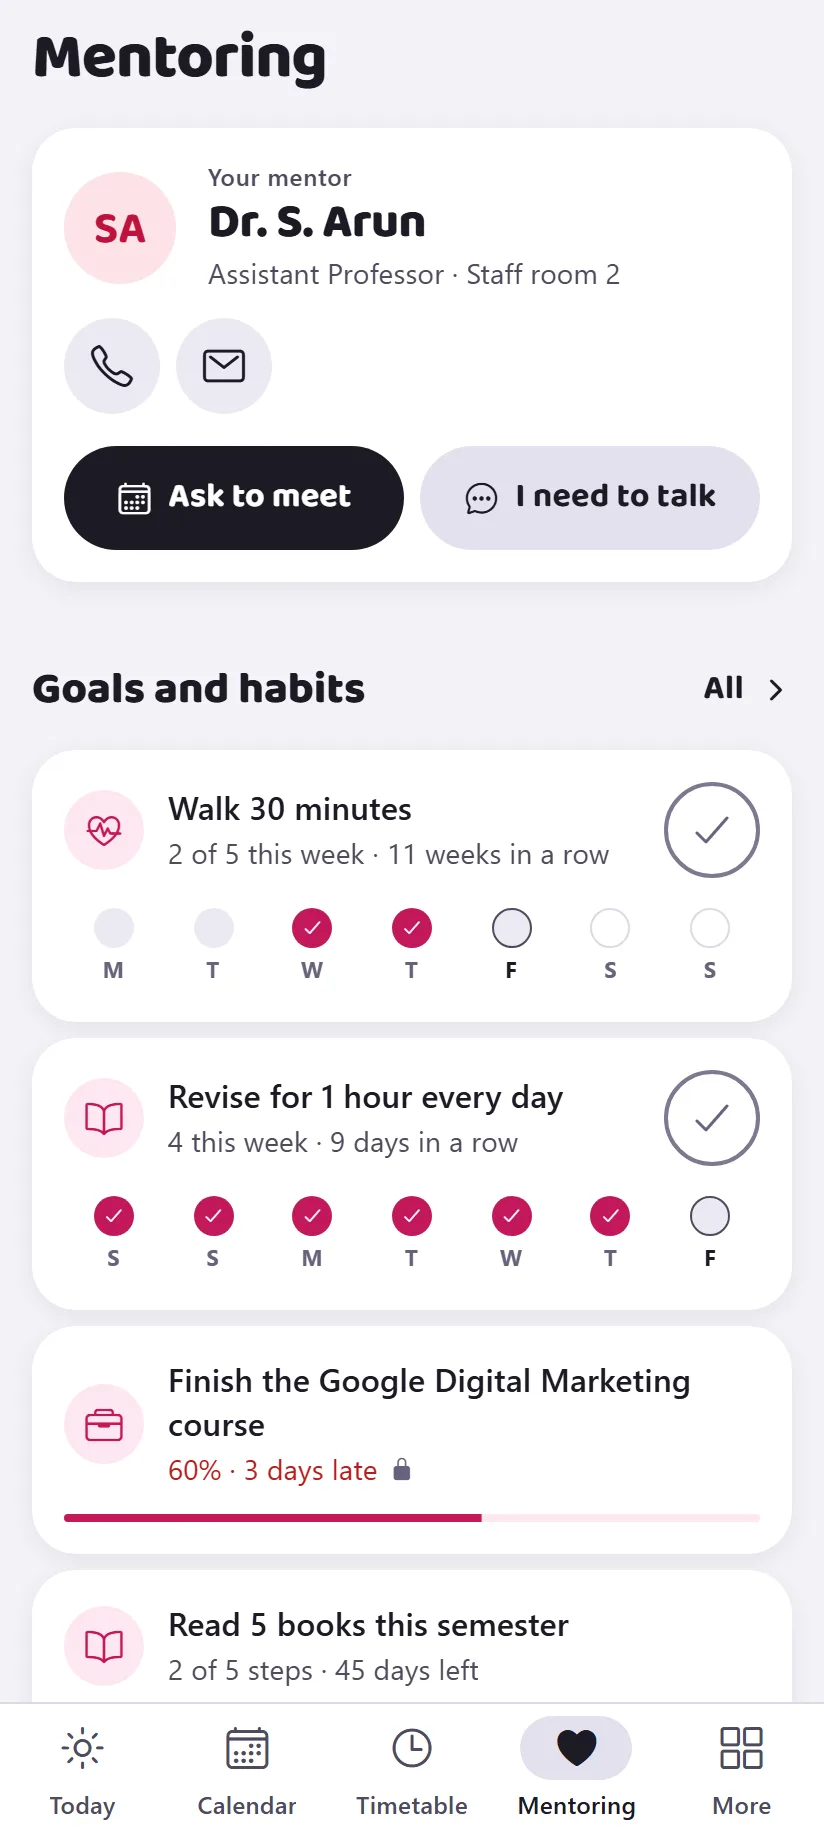 Mentoring
SA
Your mentor
Dr. S. Arun
Assistant Professor · Staff room 2
Ask to meet
I need to talk
Goals and habits
All
Walk 30 minutes
2 of 5 this week · 11 weeks in a row
M T W T F S S
Revise for 1 hour every day
4 this week · 9 days in a row
S S M T W T F
Finish the Google Digital Marketing
course
60% · 3 days late
Read 5 books this semester
2 of 5 steps · 45 days left
Today Calendar Timetable Mentoring More